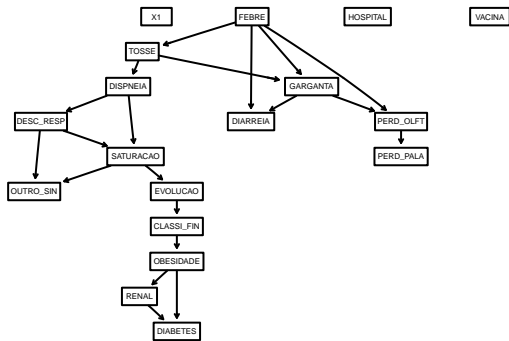 X1
FEBRE
HOSPITAL
VACINA
TOSSE
DISPNEIA
GARGANTA
DESC_RESP
DIARREIA
PERD_OLFT
SATURACAO
PERD_PALA
OUTRO_SIN
EVOLUCAO
CLASSI_FIN
OBESIDADE
RENAL
DIABETES